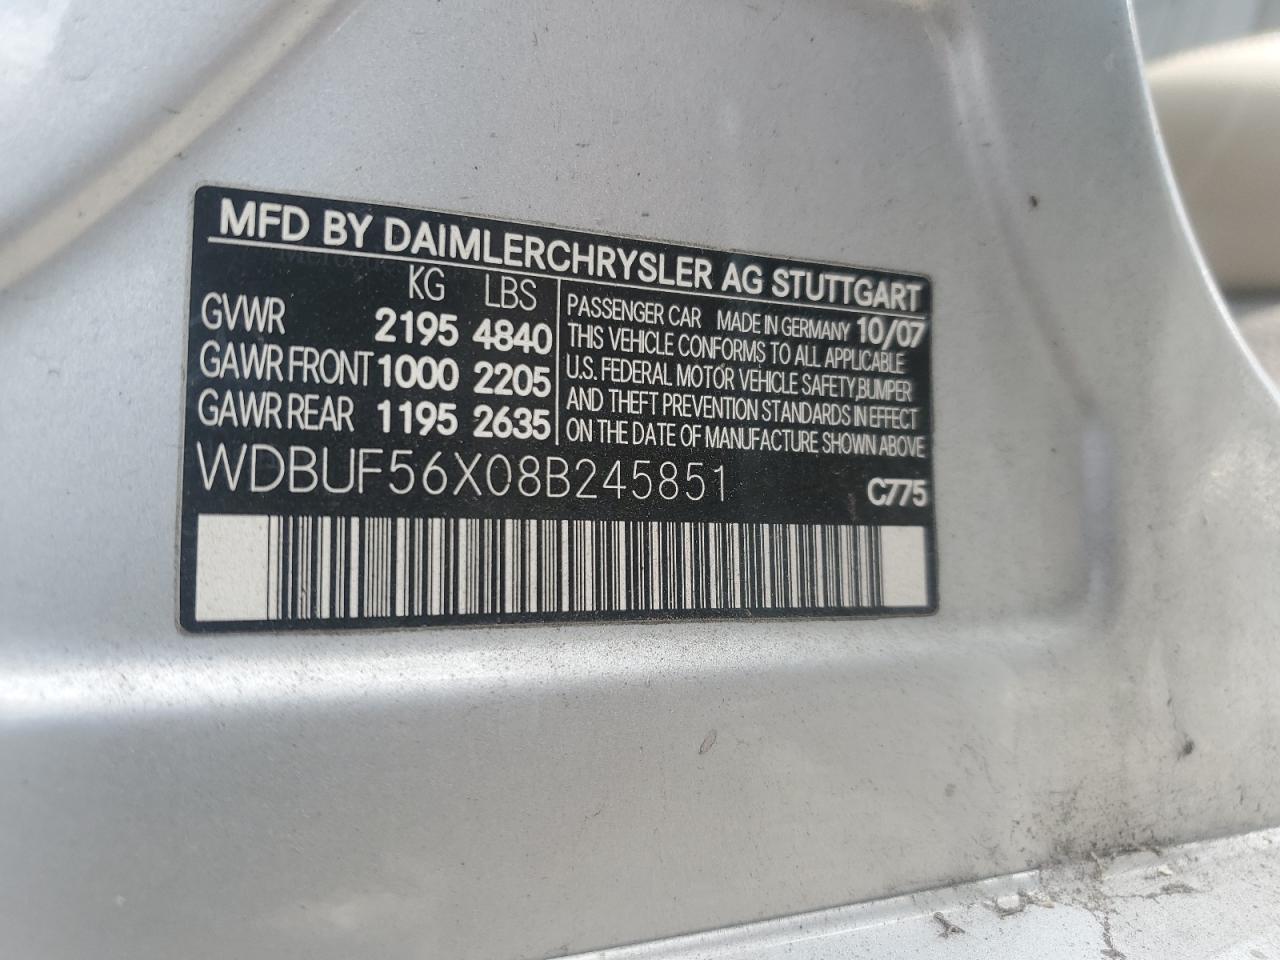 MFD BY DAIMLERCHRYSLER AG STUTTGART
KG LBS
GVWR 2195 4840
GAWR FRONT 1000 2205
GAWR REAR 1195 2635
PASSENGER CAR MADE IN GERMANY 10/07
THIS VEHICLE CONFORMS TO ALL APPLICABLE
U.S. FEDERAL MOTOR VEHICLE SAFETY,BUMPER
AND THEFT PREVENTION STANDARDS IN EFFECT
ON THE DATE OF MANUFACTURE SHOWN ABOVE
WDBUF56X08B245851 C775